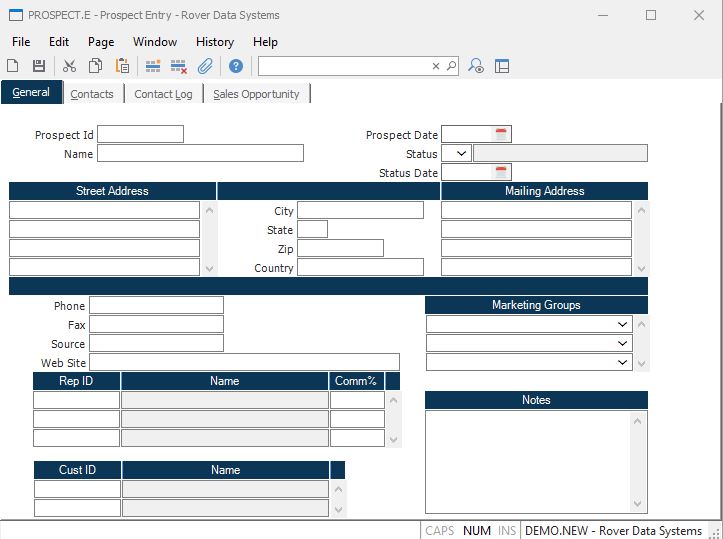 PROSPECT.E - Prospect Entry - Rover Data Systems
File Edit Page Window History Help
General Contacts Contact Log Sales Opportunity
Prospect Id Prospect Date
Name Status
Status Date
Street Address Mailing Address
City
State
Zip
Country
Phone Marketing Groups
Fax
Source
Web Site
Rep ID Name Comm%
Notes
Cust ID Name
CAPS NUM INS DEMO.NEW - Rover Data Systems